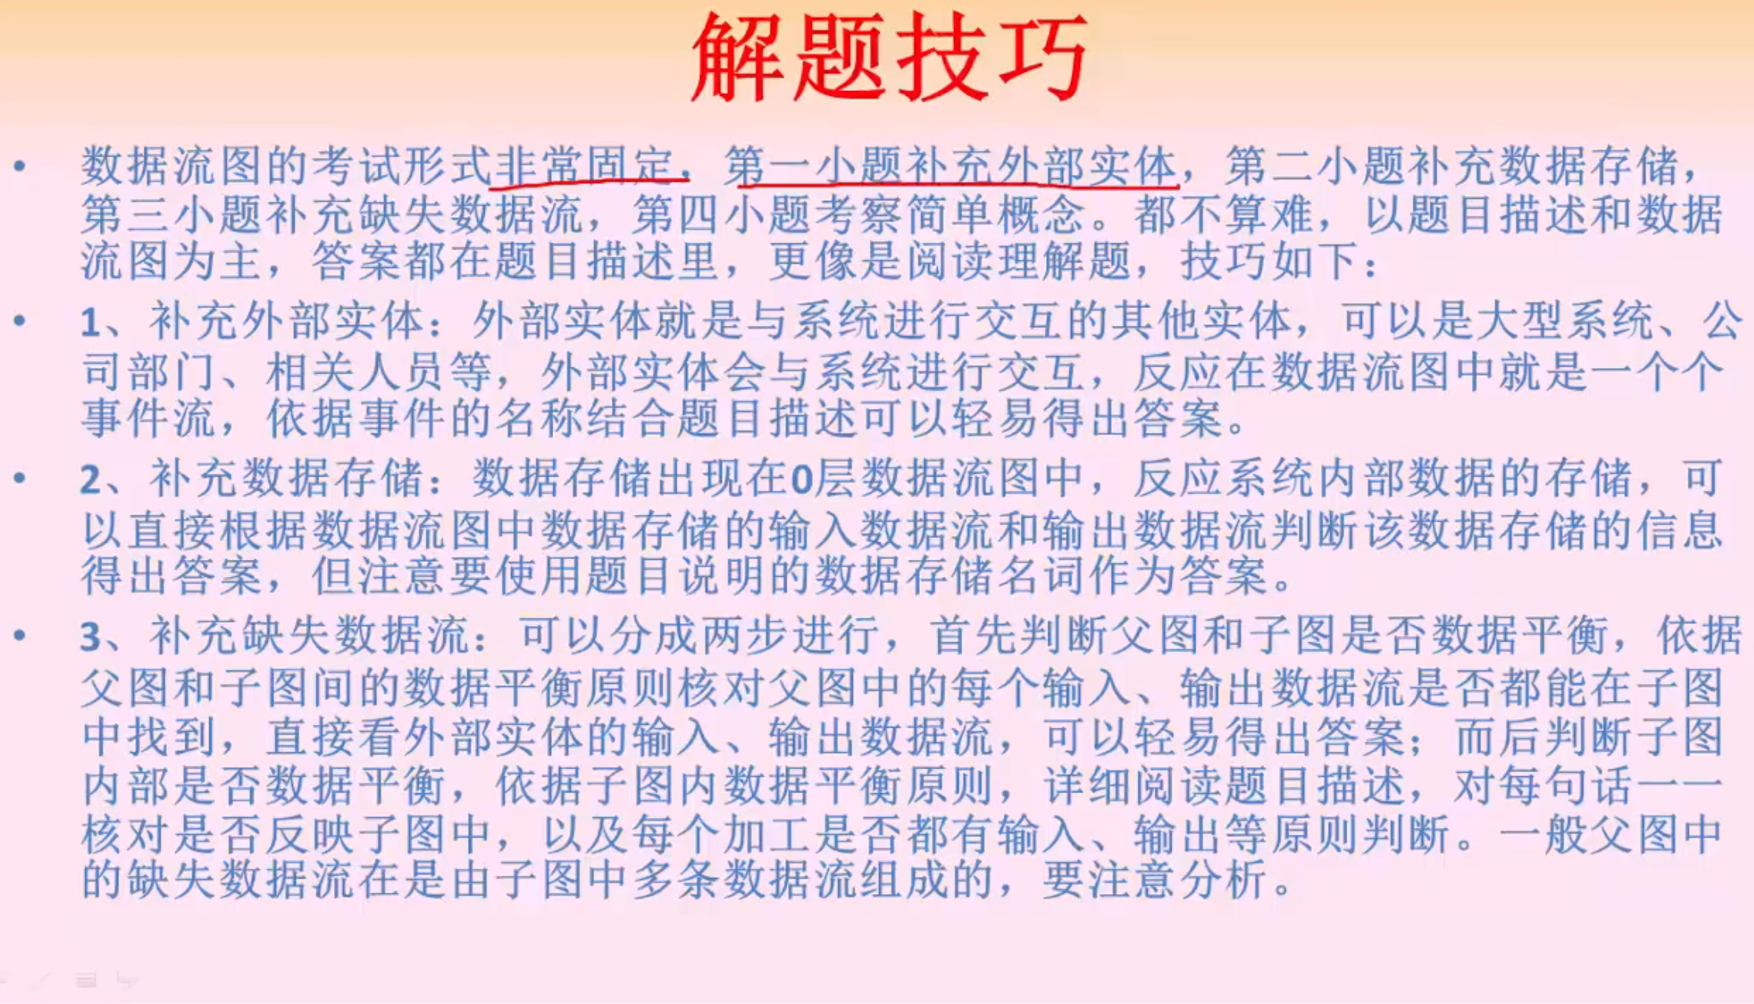 解题技巧
• 数据流图的考试形式非常固定，第一小题补充外部实体，第二小题补充数据存储，
第三小题补充缺失数据流，第四小题考察简单概念。都不算难，以题目描述和数据
流图为主，答案都在题目描述里，更像是阅读理解题，技巧如下：
• 1、补充外部实体：外部实体就是与系统进行交互的其他实体，可以是大型系统、公
司部门、相关人员等，外部实体会与系统进行交互，反应在数据流图中就是一个个
事件流，依据事件的名称结合题目描述可以轻易得出答案。
• 2、补充数据存储：数据存储出现在0层数据流图中，反应系统内部数据的存储，可
以直接根据数据流图中数据存储的输入数据流和输出数据流判断该数据存储的信息
得出答案，但注意要使用题目说明的数据存储名词作为答案。
• 3、补充缺失数据流：可以分成两步进行，首先判断父图和子图是否数据平衡，依据
父图和子图间的数据平衡原则核对父图中的每个输入、输出数据流是否都能在子图
中找到，直接看外部实体的输入、输出数据流，可以轻易得出答案；而后判断子图
内部是否数据平衡，依据子图内数据平衡原则，详细阅读题目描述，对每句话一一
核对是否反映子图中，以及每个加工是否都有输入、输出等原则判断。一般父图中
的缺失数据流在是由子图中多条数据流组成的，要注意分析。